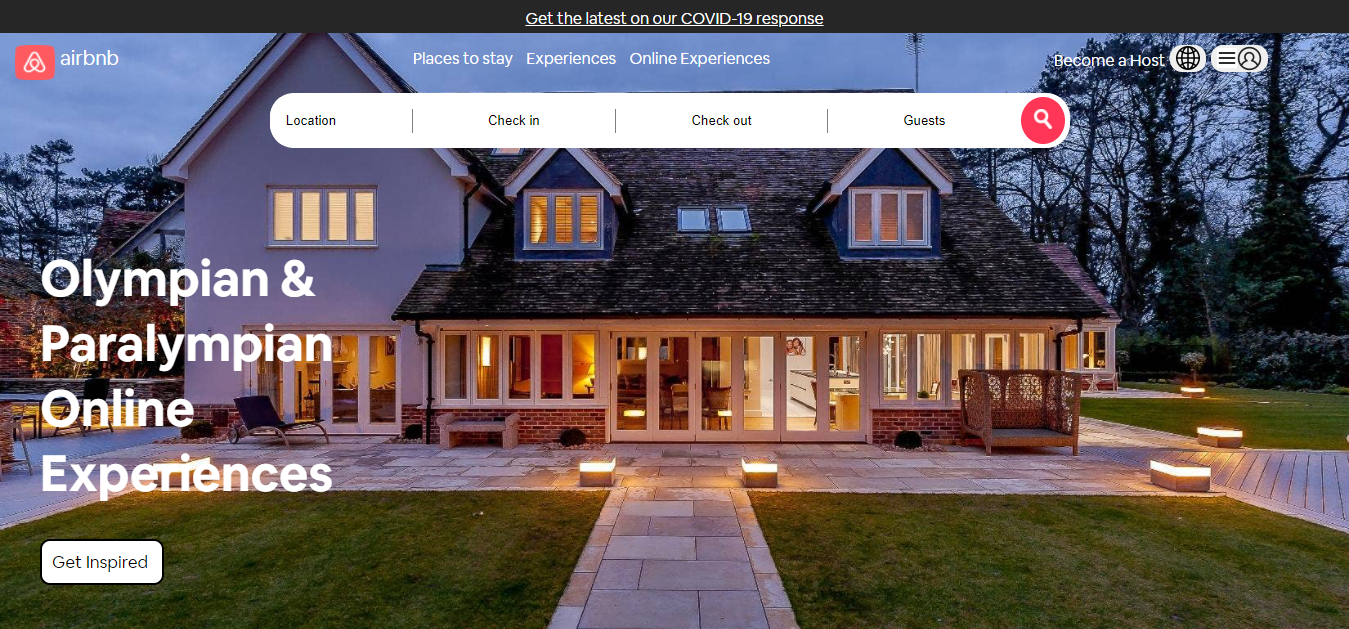 Get the latest on our COVID-19 response
airbnb
Places to stay Experiences Online Experiences
Become a Host
Location Check in Check out Guests
Olympian &
Paralympian
Online
Experiences
Get Inspired